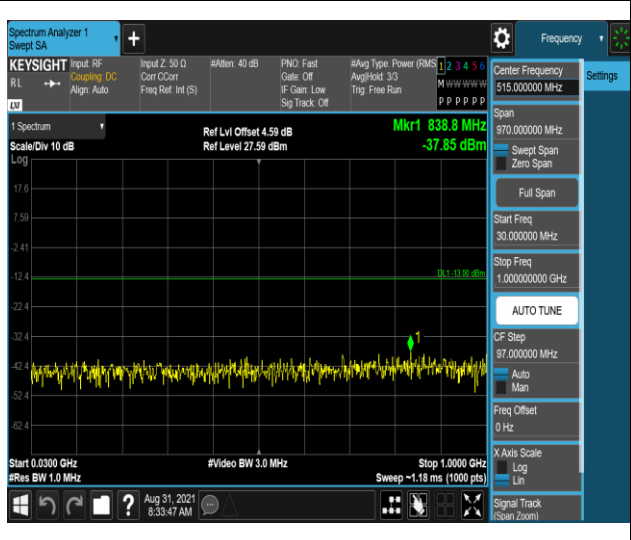 Spectrum Analyzer 1
Swept SA
+
Frequency
KEYSIGHT
RL
LXI
Input: RF
Coupling: DC
Align: Auto
Input Z: 50 Ω
Corr CCorr
Freq Ref: Int (S)
#Atten: 40 dB
PNO: Fast
Gate: Off
IF Gain: Low
Sig Track: Off
#Avg Type: Power (RMS
Avg|Hold: 3/3
Trig: Free Run
1 2 3 4 5 6
M W W W W W
P P P P P P
1 Spectrum
Scale/Div 10 dB
Log
Ref Lvl Offset 4.59 dB
Ref Level 27.59 dBm
Mkr1 838.8 MHz
-37.85 dBm
17.6
7.59
-2.41
-12.4
DL1 -13.00 dBm
-22.4
-32.4
1
-42.4
-52.4
-62.4
Start 0.0300 GHz
#Res BW 1.0 MHz
#Video BW 3.0 MHz
Stop 1.0000 GHz
Sweep ~1.18 ms (1000 pts)
?
Aug 31, 2021
8:33:47 AM
Center Frequency
515.000000 MHz
Settings
Span
970.000000 MHz
Swept Span
Zero Span
Full Span
Start Freq
30.000000 MHz
Stop Freq
1.000000000 GHz
AUTO TUNE
CF Step
97.000000 MHz
Auto
Man
Freq Offset
0 Hz
X Axis Scale
Log
Lin
Signal Track
(Span Zoom)